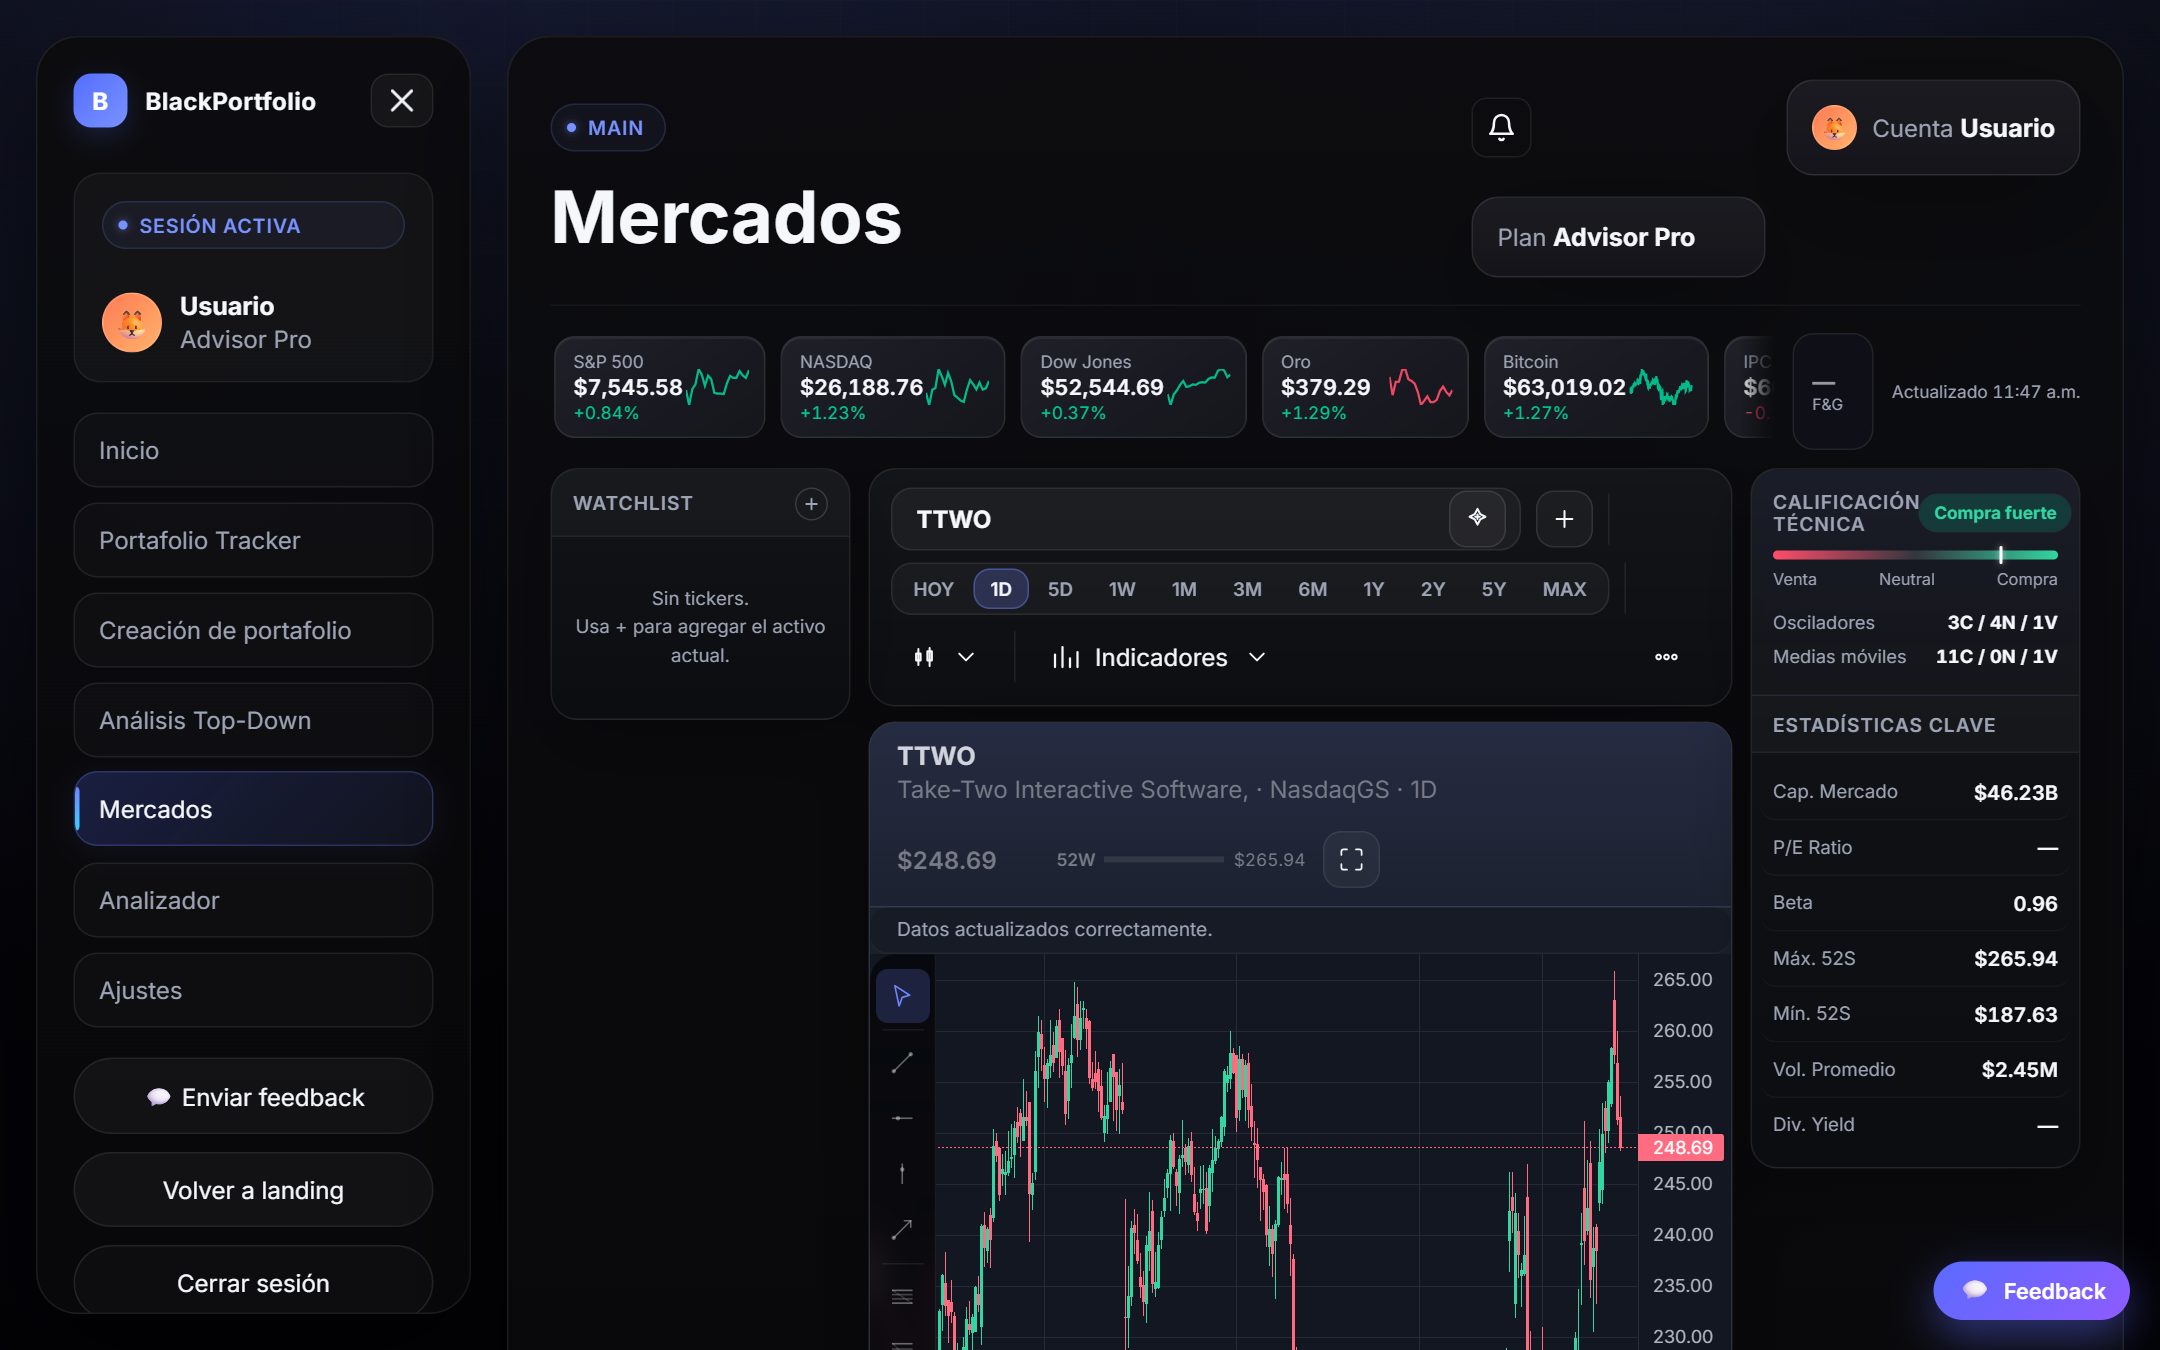 B BlackPortfolio
SESIÓN ACTIVA
Usuario
Advisor Pro
Inicio
Portafolio Tracker
Creación de portafolio
Análisis Top-Down
Mercados
Analizador
Ajustes
Enviar feedback
Volver a landing
Cerrar sesión
MAIN
Mercados
Cuenta Usuario
Plan Advisor Pro
S&P 500
$7,545.58
+0.84%
NASDAQ
$26,188.76
+1.23%
Dow Jones
$52,544.69
+0.37%
Oro
$379.29
+1.29%
Bitcoin
$63,019.02
+1.27%
IPC
$6
-0.
—
F&G
Actualizado 11:47 a.m.
WATCHLIST
Sin tickers.
Usa + para agregar el activo
actual.
TTWO
HOY 1D 5D 1W 1M 3M 6M 1Y 2Y 5Y MAX
Indicadores
TTWO
Take-Two Interactive Software, · NasdaqGS · 1D
$248.69 52W $265.94
Datos actualizados correctamente.
265.00
260.00
255.00
250.00
248.69
245.00
240.00
235.00
230.00
CALIFICACIÓN
TÉCNICA
Compra fuerte
Venta Neutral Compra
Osciladores 3C / 4N / 1V
Medias móviles 11C / 0N / 1V
ESTADÍSTICAS CLAVE
Cap. Mercado $46.23B
P/E Ratio —
Beta 0.96
Máx. 52S $265.94
Mín. 52S $187.63
Vol. Promedio $2.45M
Div. Yield —
Feedback